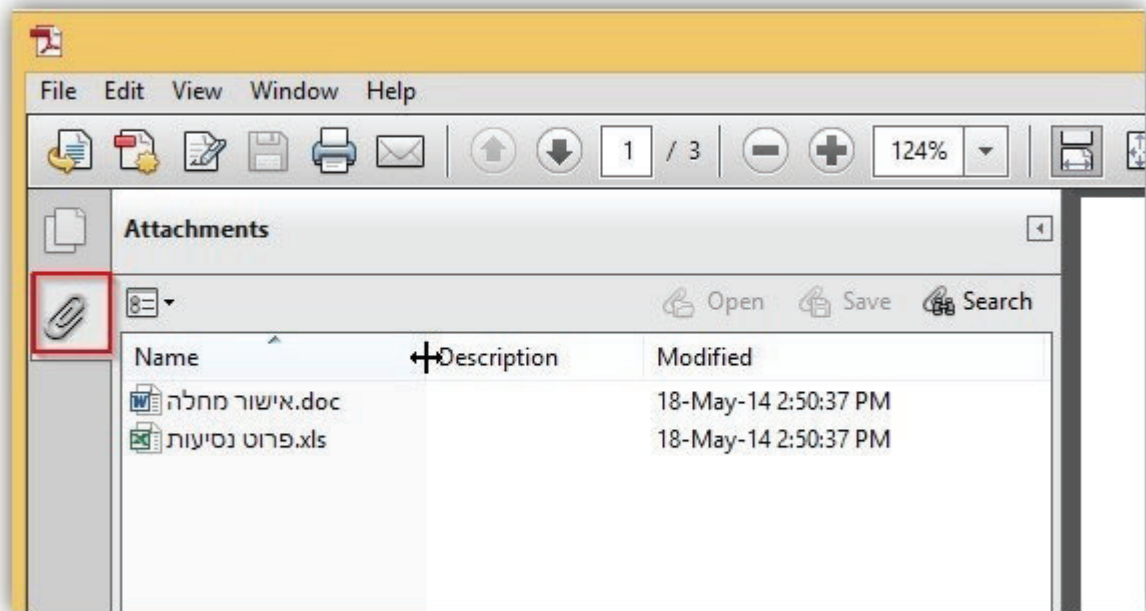 File Edit View Window Help
1 / 3 124%
Attachments
Open Save Search
Name Description Modified
אישור מחלה.doc 18-May-14 2:50:37 PM
פרוט נסיעות.xls 18-May-14 2:50:37 PM